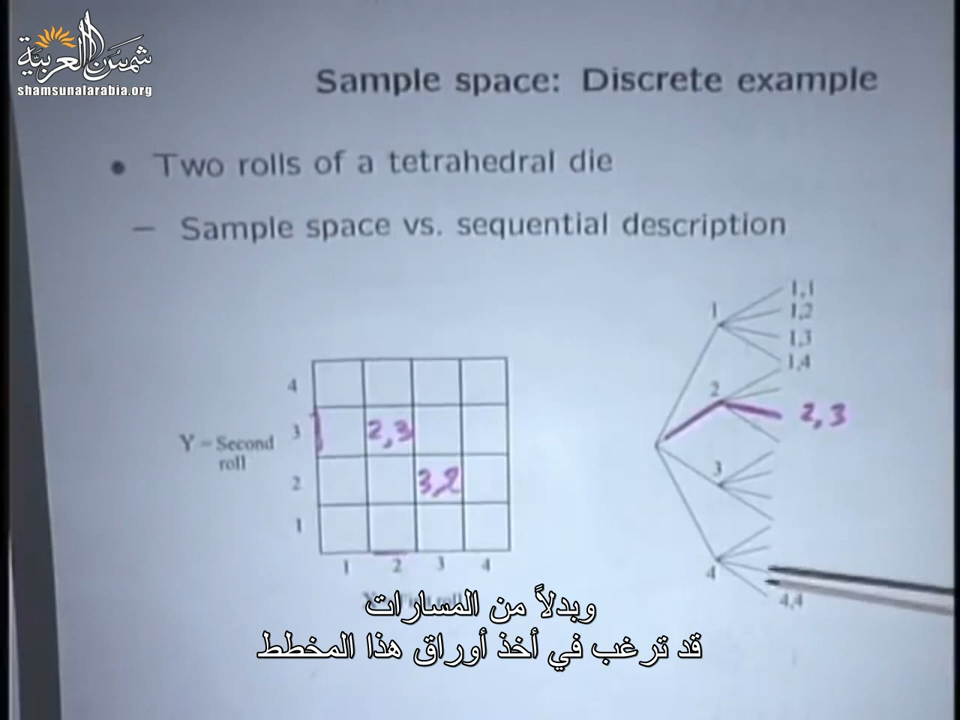 شمس العربية
shamsunalarabia.org
Sample space: Discrete example
• Two rolls of a tetrahedral die
– Sample space vs. sequential description
4
3
2
1
Y = Second
roll
2,3
3,2
1 2 3 4
1
2
3
4
1,1
1,2
1,3
1,4
2,3
4,4
وبدلاً من المسارات
قد ترغب في أخذ أوراق هذا المخطط